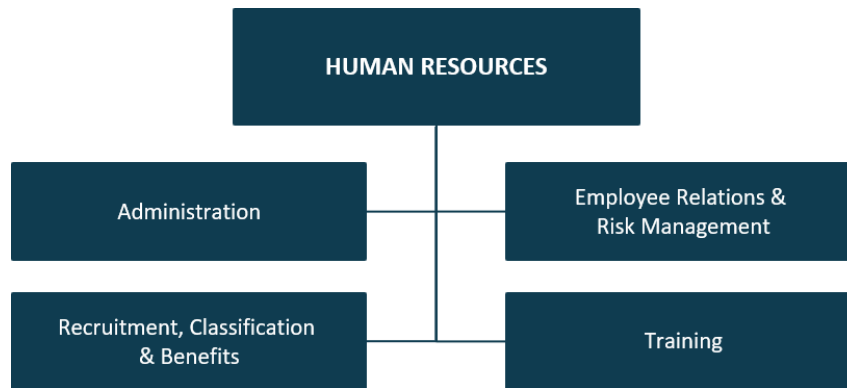 HUMAN RESOURCES
Administration
Employee Relations &
Risk Management
Recruitment, Classification
& Benefits
Training